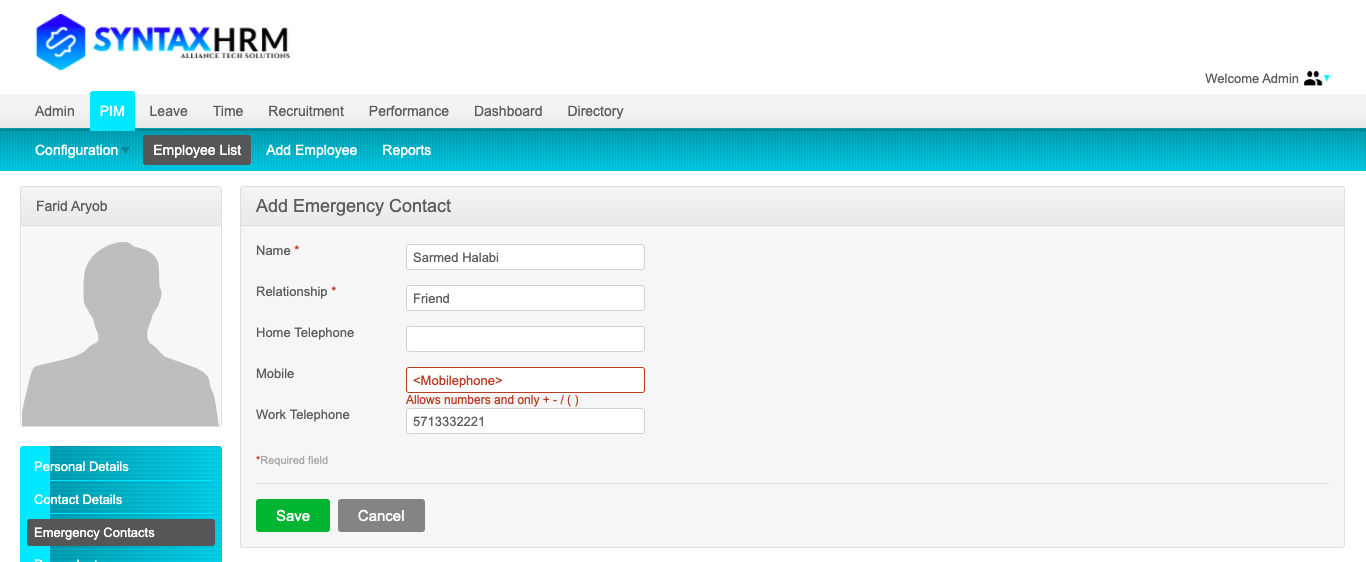 SYNTAXHRM
ALLIANCE TECH SOLUTIONS
Welcome Admin
Admin PIM Leave Time Recruitment Performance Dashboard Directory
Configuration Employee List Add Employee Reports
Farid Aryob
Add Emergency Contact
Name * Sarmed Halabi
Relationship * Friend
Home Telephone
Mobile <Mobilephone>
Allows numbers and only + - / ( )
Work Telephone 5713332221
*Required field
Save Cancel
Personal Details
Contact Details
Emergency Contacts